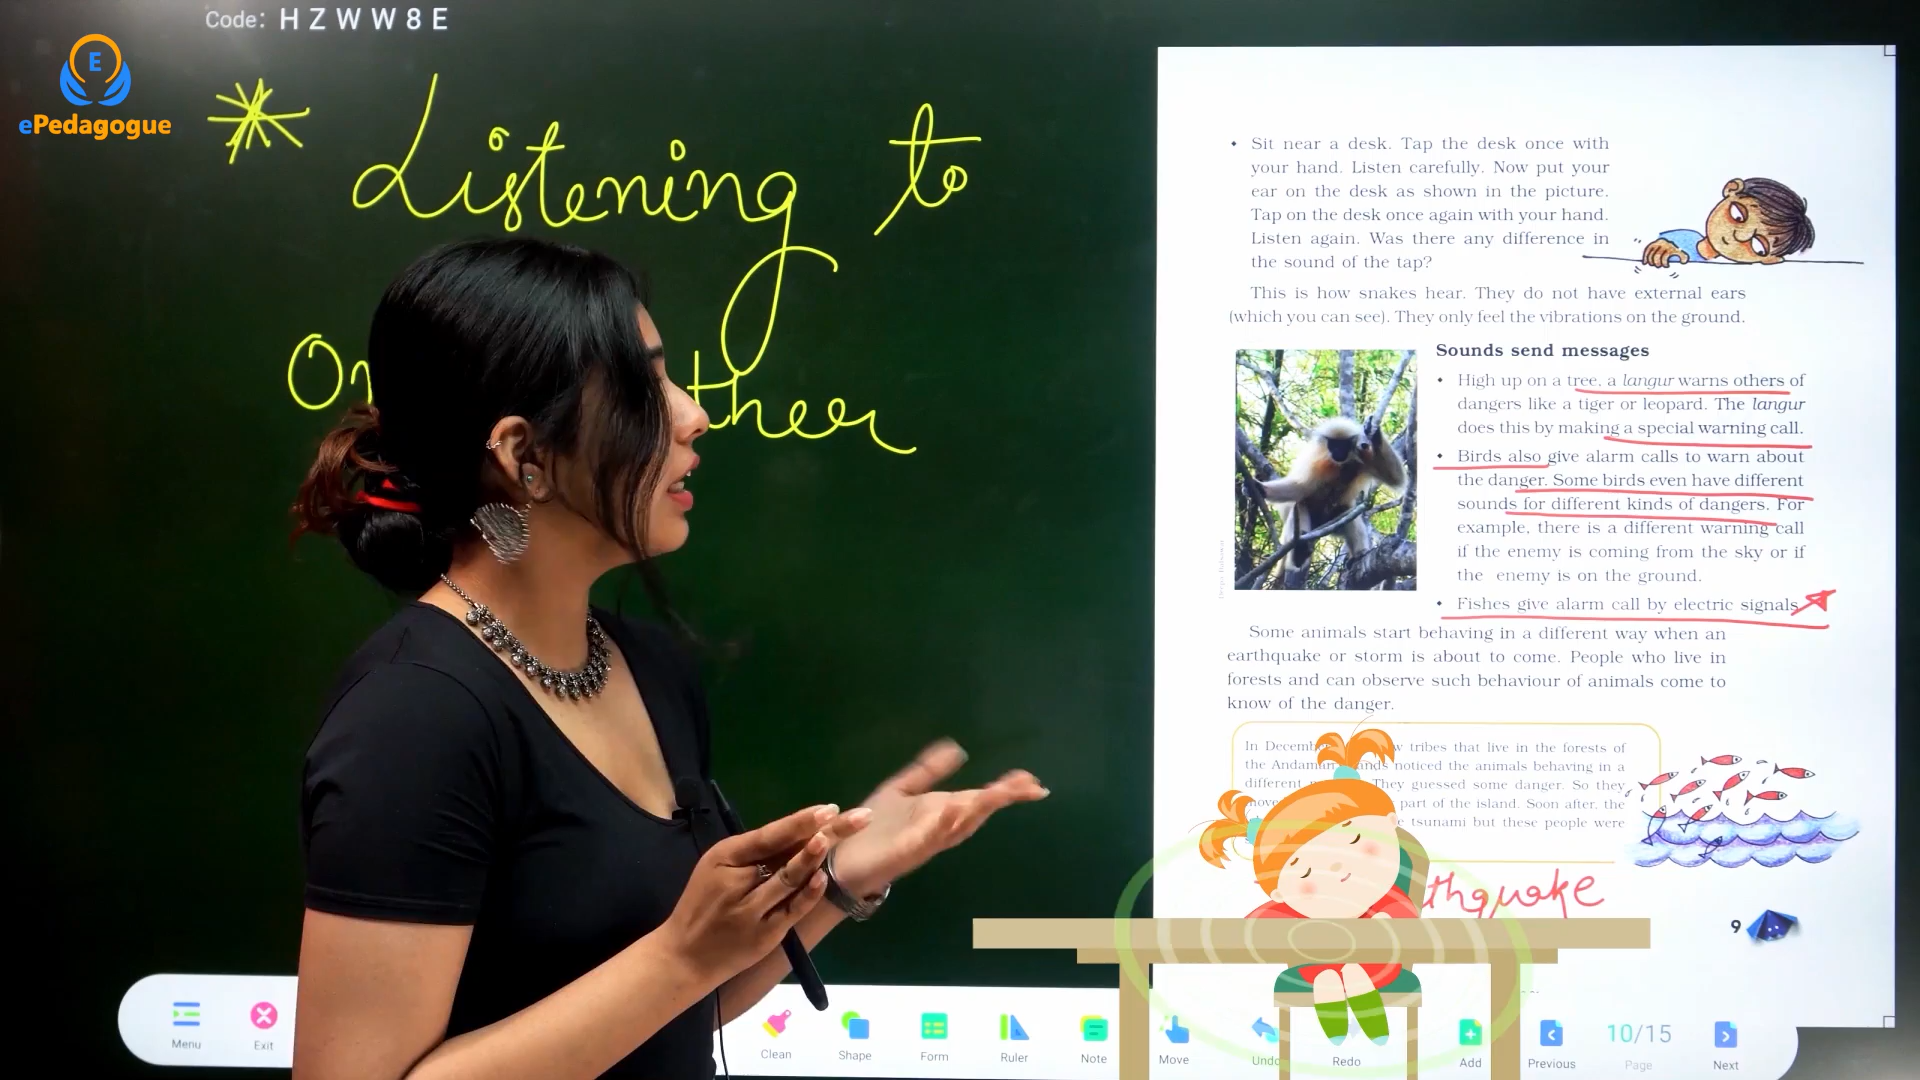 Code: H Z W W 8 E
E
ePedagogue
Listening to
ther
• Sit near a desk. Tap the desk once with
your hand. Listen carefully. Now put your
ear on the desk as shown in the picture.
Tap on the desk once again with your hand.
Listen again. Was there any difference in
the sound of the tap?
This is how snakes hear. They do not have external ears
(which you can see). They only feel the vibrations on the ground.
Sounds send messages
• High up on a tree, a langur warns others of
dangers like a tiger or leopard. The langur
does this by making a special warning call.
• Birds also give alarm calls to warn about
the danger. Some birds even have different
sounds for different kinds of dangers. For
example, there is a different warning call
if the enemy is coming from the sky or if
the enemy is on the ground.
• Fishes give alarm call by electric signals
Some animals start behaving in a different way when an
earthquake or storm is about to come. People who live in
forests and can observe such behaviour of animals come to
know of the danger.
In tribes that live in the forests of
the noticed the animals behaving in a
different They guessed some danger. So they
part of the island. Soon after, the
tsunami but these people were
thquake
9
Menu
Exit
Clean
Shape
Form
Ruler
Note
Move
Undo
Redo
Add
Previous
10/15
Page
Next